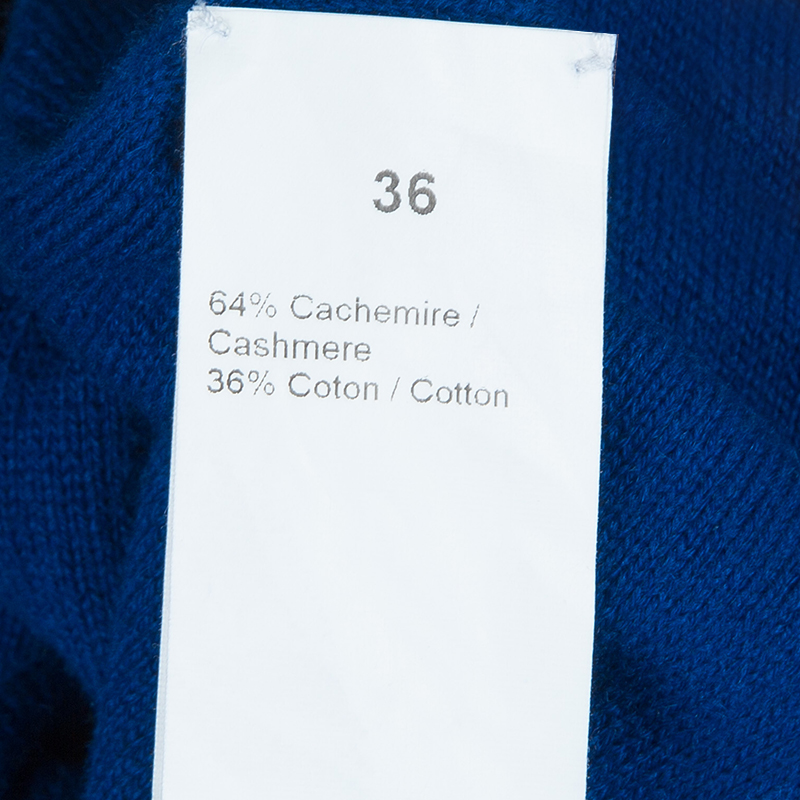 36
64% Cachemire /
Cashmere
36% Coton / Cotton